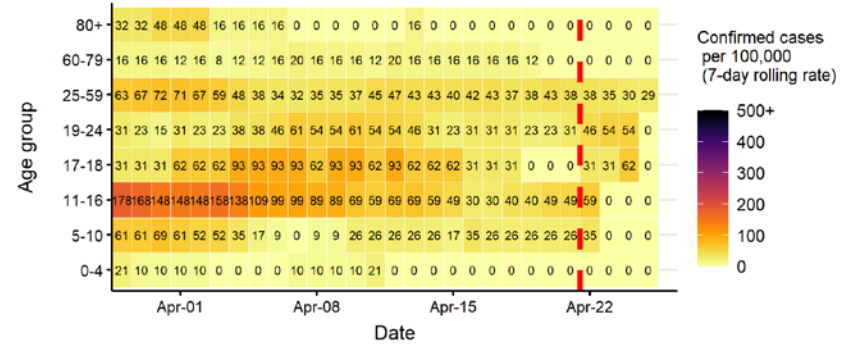 80+ 32 32 48 48 48 16 16 16 16 0 0 0 0 0 0 16 0 0 0 0 0 0 0 0 0 0 0 0
60-79 16 16 16 12 16 8 12 12 16 20 16 16 16 12 20 16 16 16 16 16 16 12 0 0 0 0 0 0
25-59 63 67 72 71 67 59 48 38 34 32 35 35 37 45 47 43 43 40 42 43 37 38 43 38 38 35 30 29
19-24 31 23 15 31 23 23 38 38 46 61 54 54 61 54 54 46 31 23 31 31 31 23 23 31 46 54 54 0
17-18 31 31 31 62 62 62 93 93 93 93 62 93 93 62 93 62 62 62 31 31 31 0 0 0 31 31 62 0
11-16 178 168 148 148 148 158 138 109 99 99 89 89 69 59 69 69 59 49 30 30 40 40 49 49 59 0 0 0
5-10 61 61 69 61 52 52 35 17 9 0 9 9 26 26 26 26 26 17 35 26 26 26 26 26 35 0 0 0
0-4 21 10 10 10 10 0 0 0 0 10 10 10 10 21 0 0 0 0 0 0 0 0 0 0 0 0 0 0
Age group
Apr-01 Apr-08 Apr-15 Apr-22
Date
Confirmed cases
per 100,000
(7-day rolling rate)
500+
400
300
200
100
0